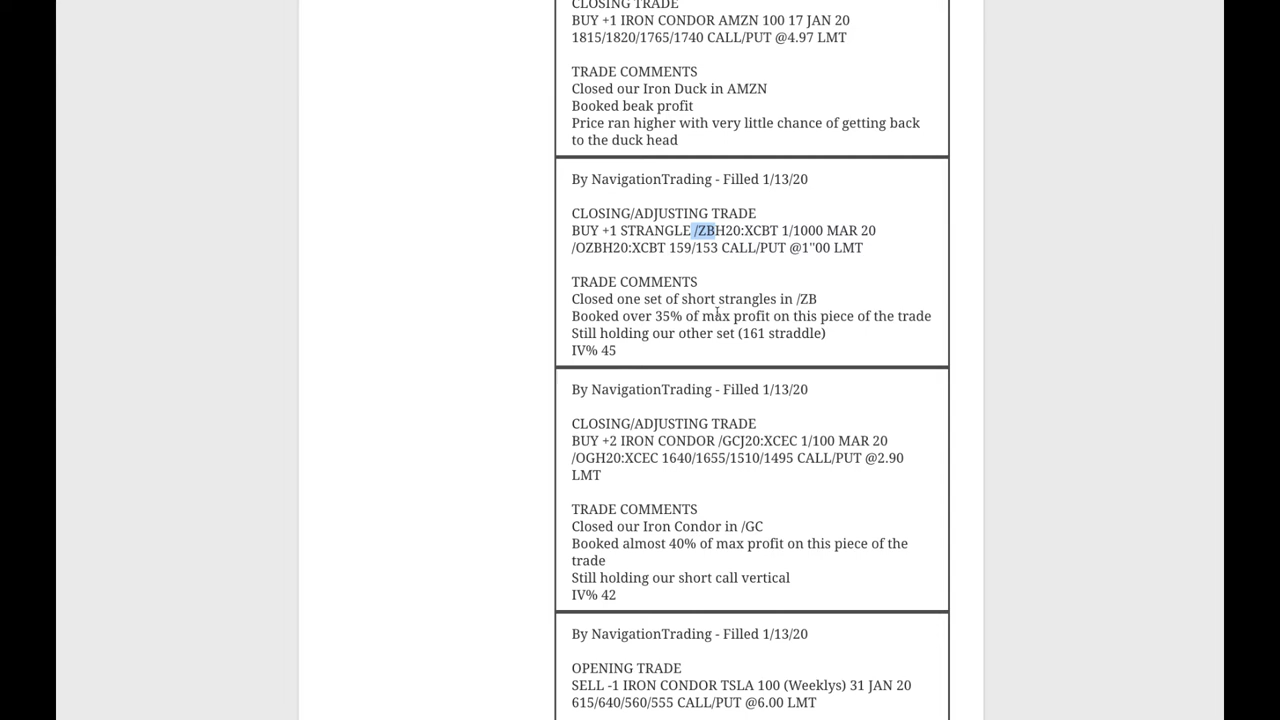 CLOSING TRADE
BUY +1 IRON CONDOR AMZN 100 17 JAN 20
1815/1820/1765/1740 CALL/PUT @4.97 LMT
TRADE COMMENTS
Closed our Iron Duck in AMZN
Booked beak profit
Price ran higher with very little chance of getting back
to the duck head
By NavigationTrading - Filled 1/13/20
CLOSING/ADJUSTING TRADE
BUY +1 STRANGLE /ZBH20:XCBT 1/1000 MAR 20
/OZBH20:XCBT 159/153 CALL/PUT @1"00 LMT
TRADE COMMENTS
Closed one set of short strangles in /ZB
Booked over 35% of max profit on this piece of the trade
Still holding our other set (161 straddle)
IV% 45
By NavigationTrading - Filled 1/13/20
CLOSING/ADJUSTING TRADE
BUY +2 IRON CONDOR /GCJ20:XCEC 1/100 MAR 20
/OGH20:XCEC 1640/1655/1510/1495 CALL/PUT @2.90
LMT
TRADE COMMENTS
Closed our Iron Condor in /GC
Booked almost 40% of max profit on this piece of the
trade
Still holding our short call vertical
IV% 42
By NavigationTrading - Filled 1/13/20
OPENING TRADE
SELL -1 IRON CONDOR TSLA 100 (Weeklys) 31 JAN 20
615/640/560/555 CALL/PUT @6.00 LMT